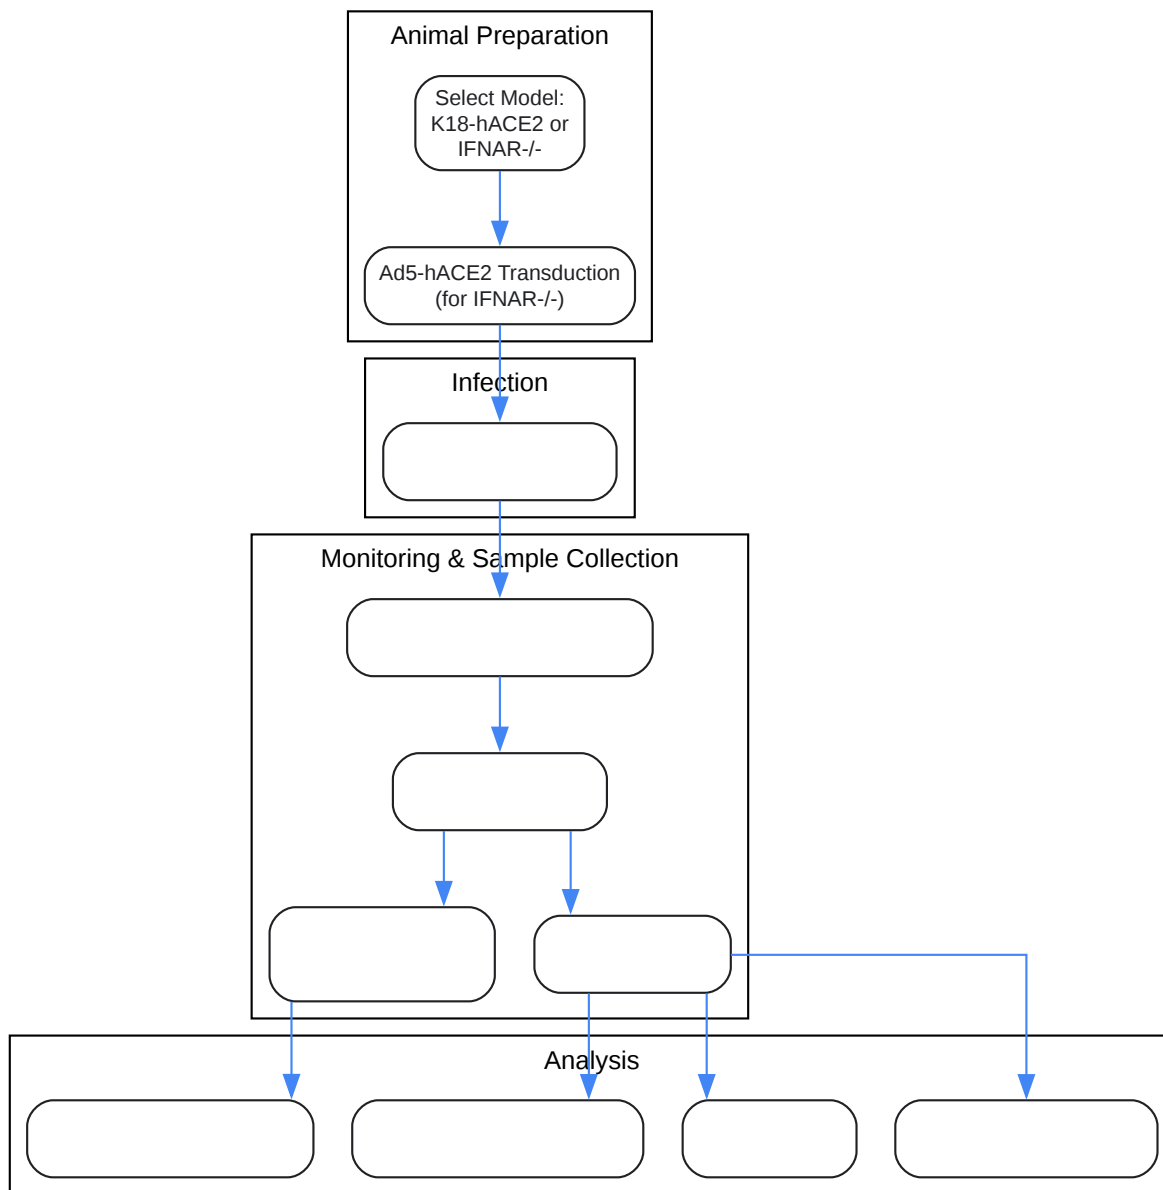 Animal Preparation
Select Model:
K18-hACE2 or
IFNAR-/-
Ad5-hACE2 Transduction
(for IFNAR-/-)
Infection
Monitoring & Sample Collection
Analysis